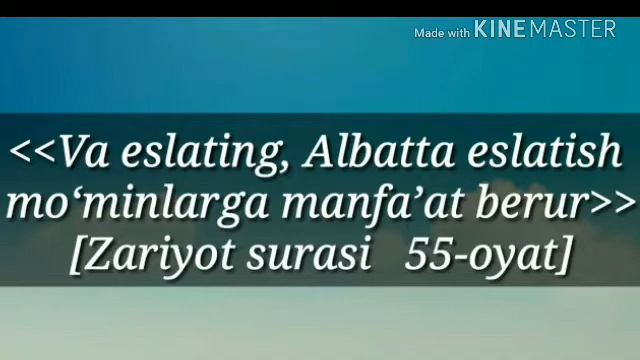 Made with KINEMASTER
<<Va eslating, Albatta eslatish
mo‘minlarga manfa’at berur>>
[Zariyot surasi 55-oyat]